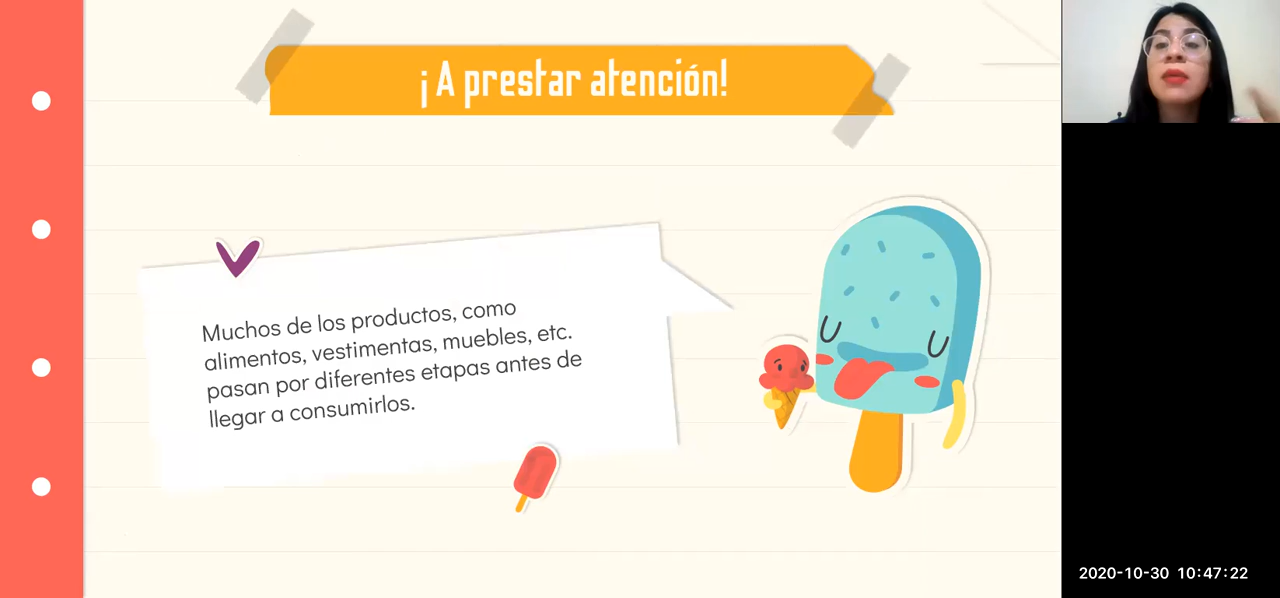 ¡A prestar atención!
Muchos de los productos, como
alimentos, vestimentas, muebles, etc.
pasan por diferentes etapas antes de
llegar a consumirlos.
2020-10-30 10:47:22